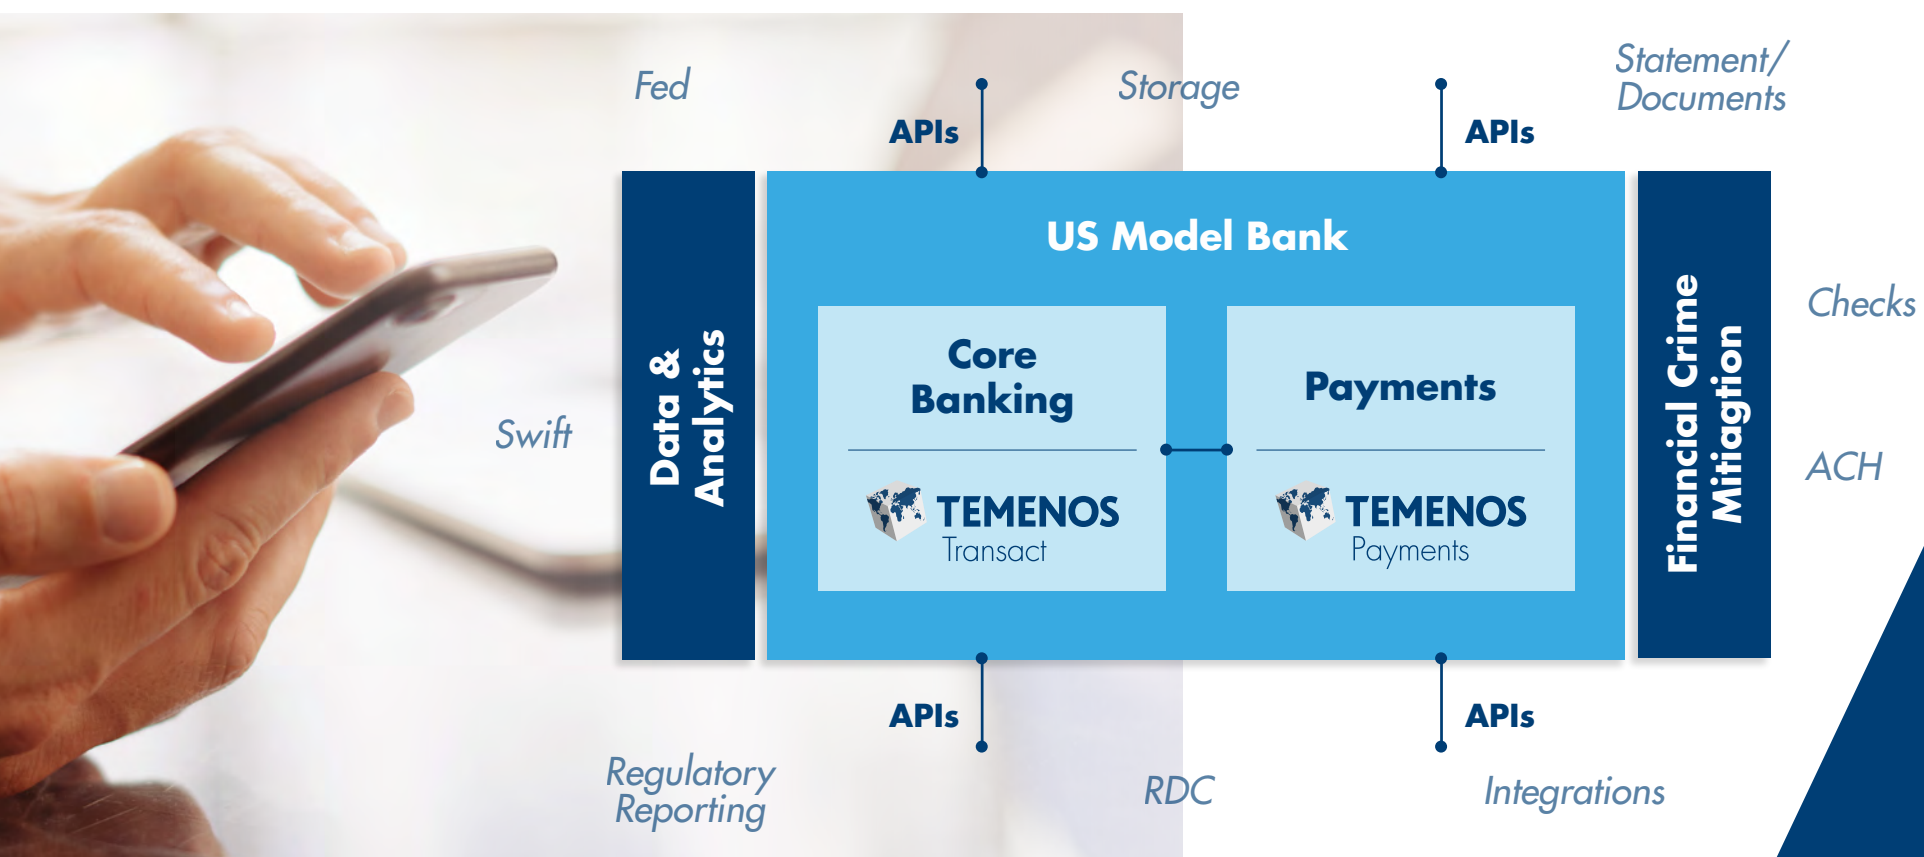 Fed
Storage
Statement/
Documents
APIs
APIs
US Model Bank
Data &
Analytics
Core
Banking
TEMENOS
Transact
Payments
TEMENOS
Payments
Financial Crime
Mitiagtion
Swift
Checks
ACH
APIs
APIs
Regulatory
Reporting
RDC
Integrations